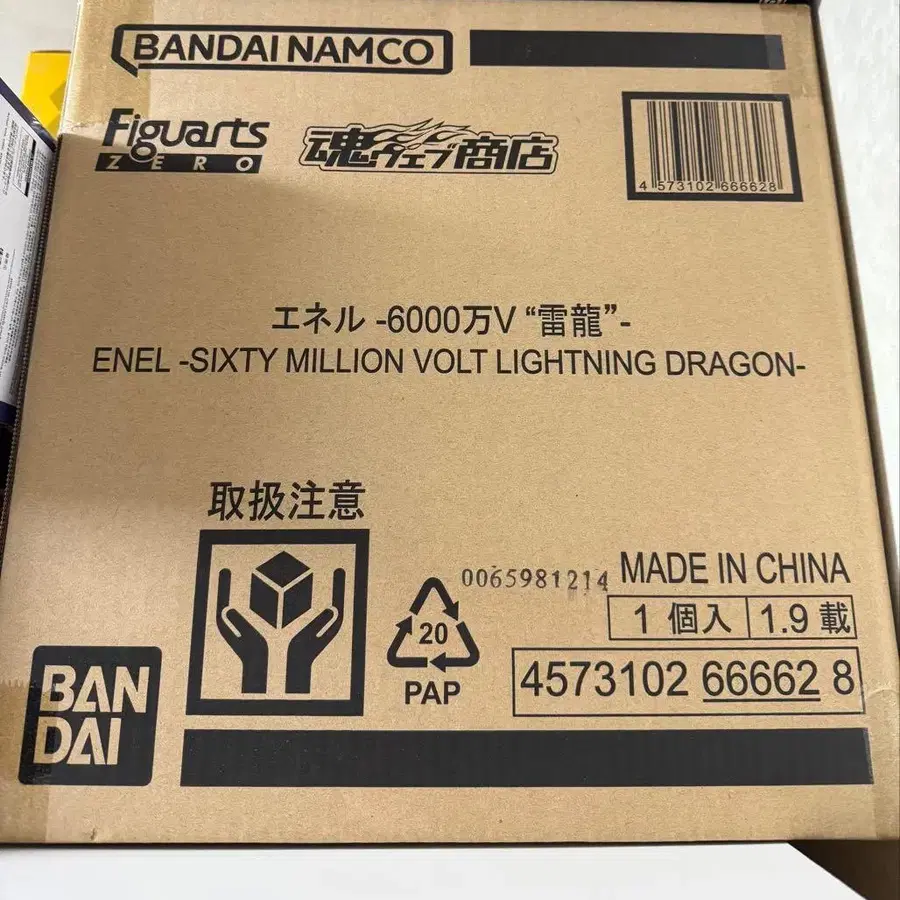 BANDAI NAMCO
Figuarts
ZERO
魂ウェブ商店
4 573102 666628
エネル -6000万V “雷龍”-
ENEL -SIXTY MILLION VOLT LIGHTNING DRAGON-
取扱注意
0065981214
MADE IN CHINA
1 個入
1.9 載
20
PAP
4573102 66662 8
BAN
DAI